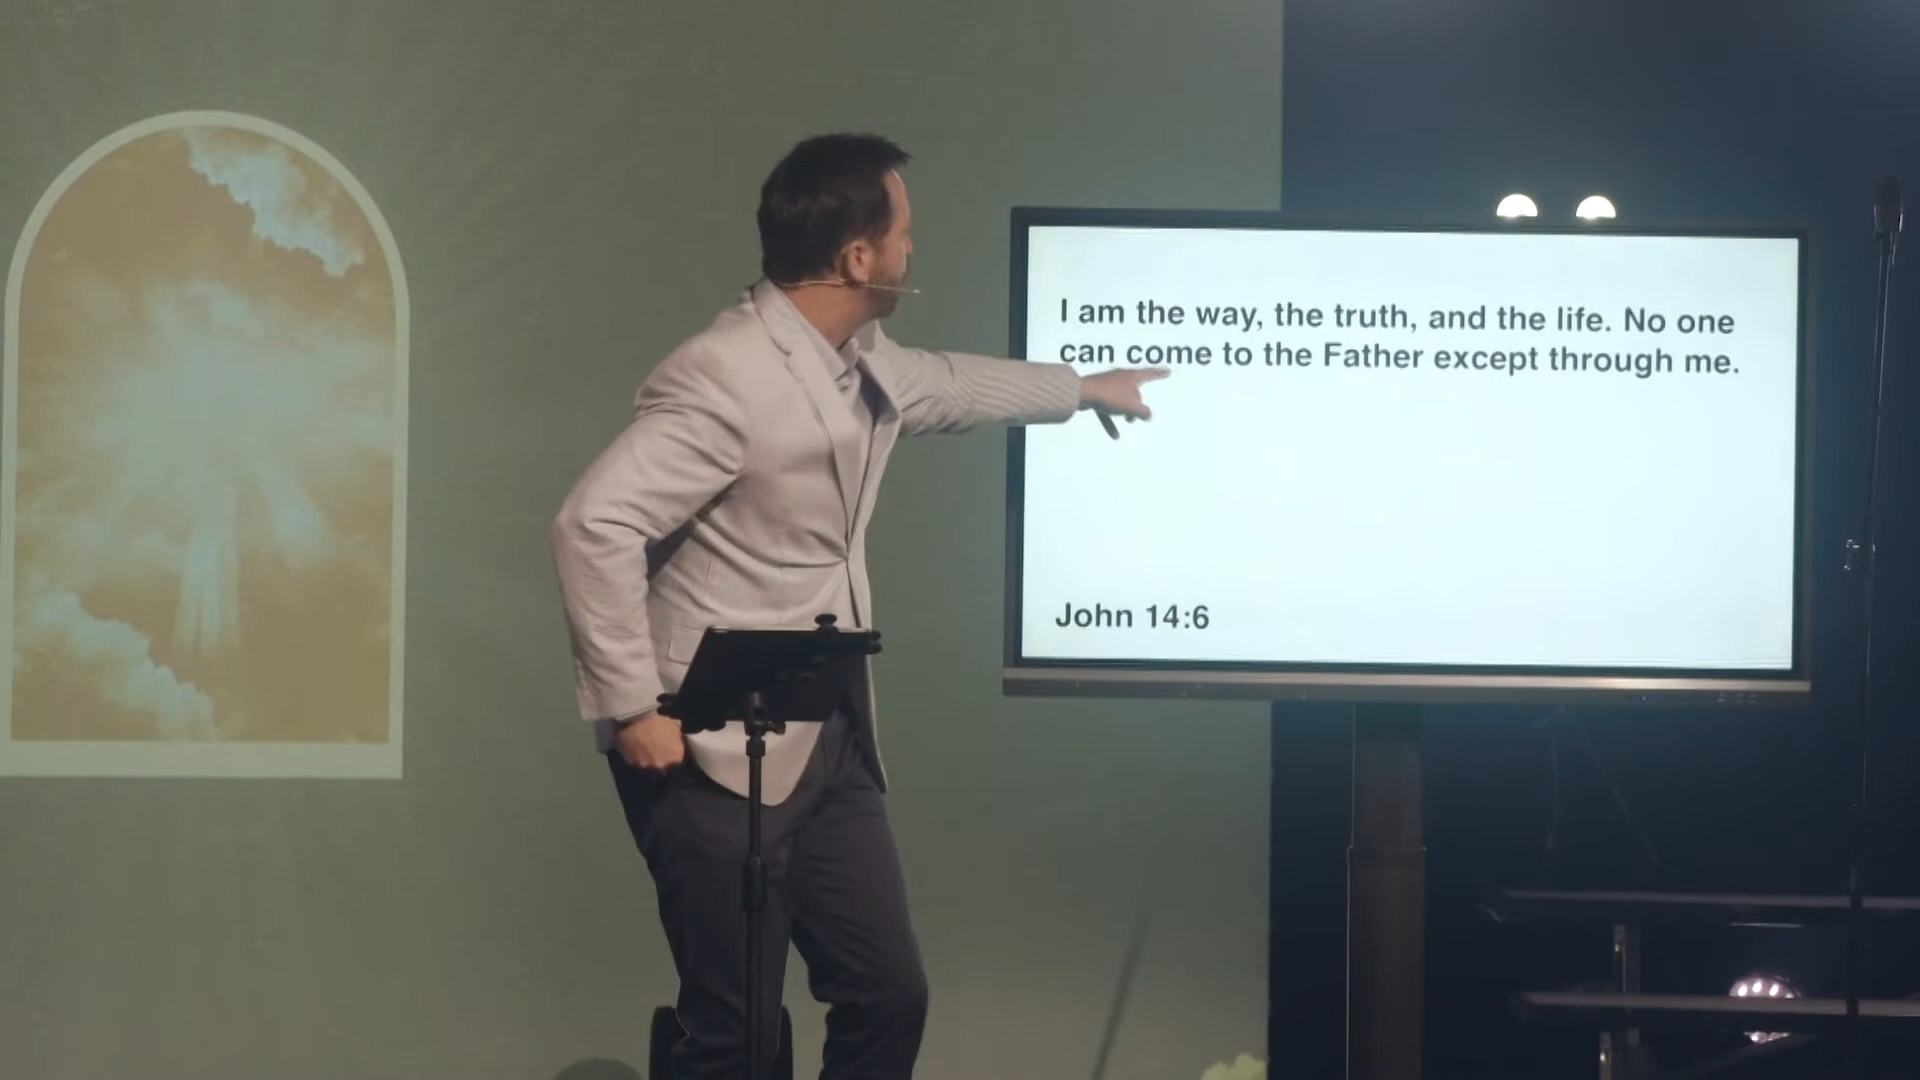 I am the way, the truth, and the life. No one
can come to the Father except through me.
John 14:6